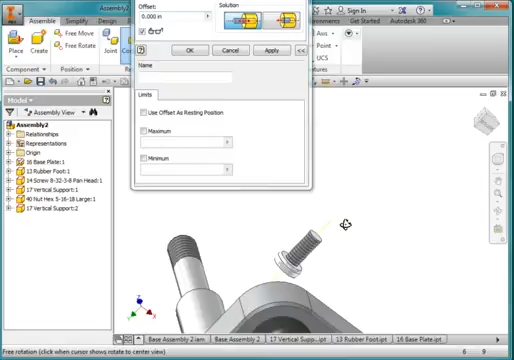 Assembly2
Sign In
Assemble
Design
Get Started
Autodesk 360
Place
Create
Free Move
Free Rotate
Joint
Point
UCS
Component
Position
Offset:
0.000 in
Solution
OK
Cancel
Apply
<<
Name
Limits
Use Offset As Resting Position
Maximum
Minimum
Model
Assembly View
Assembly2
Relationships
Representations
Origin
16 Base Plate:1
13 Rubber Foot:1
14 Screw 8-32-3-8 Pan Head:1
17 Vertical Support:1
40 Nut Hex 5-16-18 Large:1
17 Vertical Support:2
Z
X
Base Assembly 2.iam
Base Assembly 2
17 Vertical Supp...ipt
13 Rubber Foot.ipt
16 Base Plate.ipt
Free rotation (click when cursor shows rotate to center view)
6
9